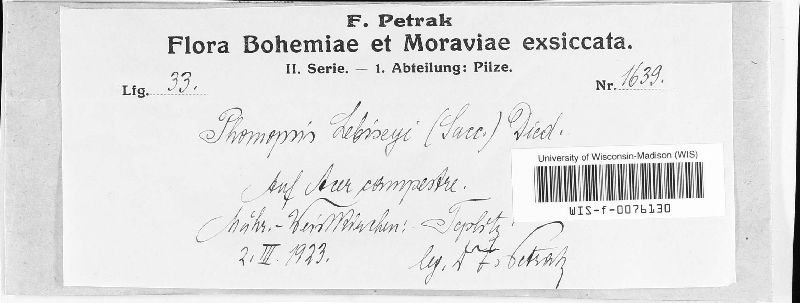 F. Petrak
Flora Bohemiae et Moraviae exsiccata.
II. Serie. — 1. Abteilung: Pilze.
Lfg. 33.
Nr. 1639.
Phomopsis Lebiseyi (Sacc.) Died.
Auf Acer campestre.
Mähr.-Weisskirchen: Teplitz.
2. III. 1923.
leg. Dr F. Petrak
University of Wisconsin-Madison (WIS)
WIS-f-0076130